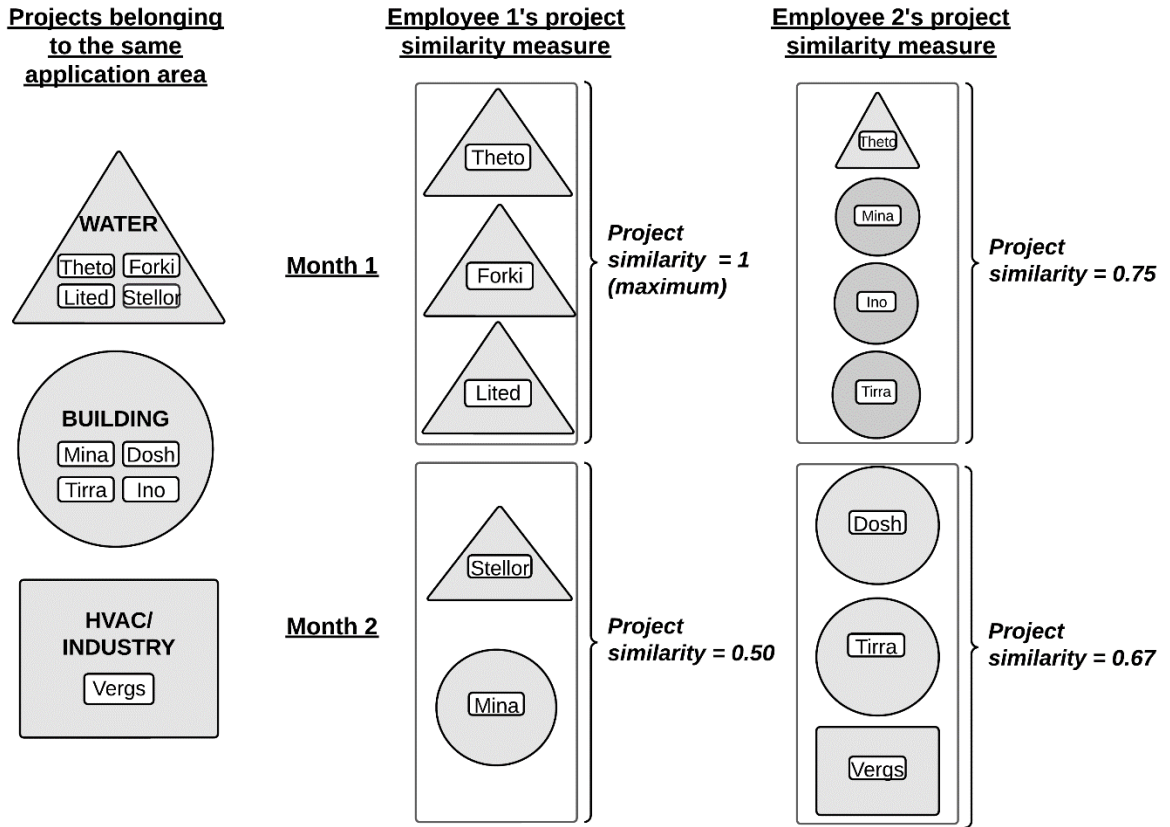 Projects belonging
to the same
application area
Employee 1's project
similarity measure
Employee 2's project
similarity measure
WATER
Theto Forki
Lited Stellor
BUILDING
Mina Dosh
Tirra Ino
HVAC/
INDUSTRY
Vergs
Month 1
Theto
Forki
Lited
Project
similarity = 1
(maximum)
Theto
Mina
Ino
Tirra
Project
similarity = 0.75
Month 2
Stellor
Mina
Project
similarity = 0.50
Dosh
Tirra
Vergs
Project
similarity = 0.67